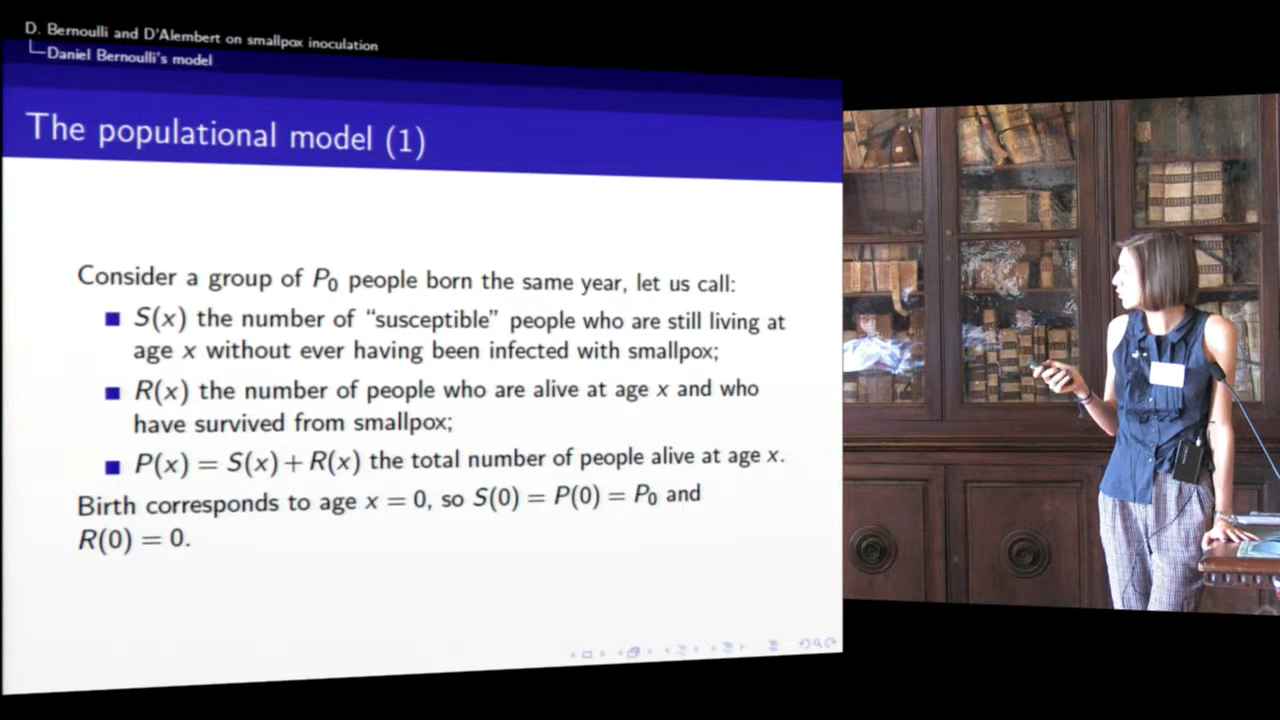 D. Bernoulli and D'Alembert on smallpox inoculation
Daniel Bernoulli's model
The populational model (1)
Consider a group of P₀ people born the same year, let us call:
S(x) the number of “susceptible” people who are still living at
age x without ever having been infected with smallpox;
R(x) the number of people who are alive at age x and who
have survived from smallpox;
P(x) = S(x) + R(x) the total number of people alive at age x.
Birth corresponds to age x = 0, so S(0) = P(0) = P₀ and
R(0) = 0.